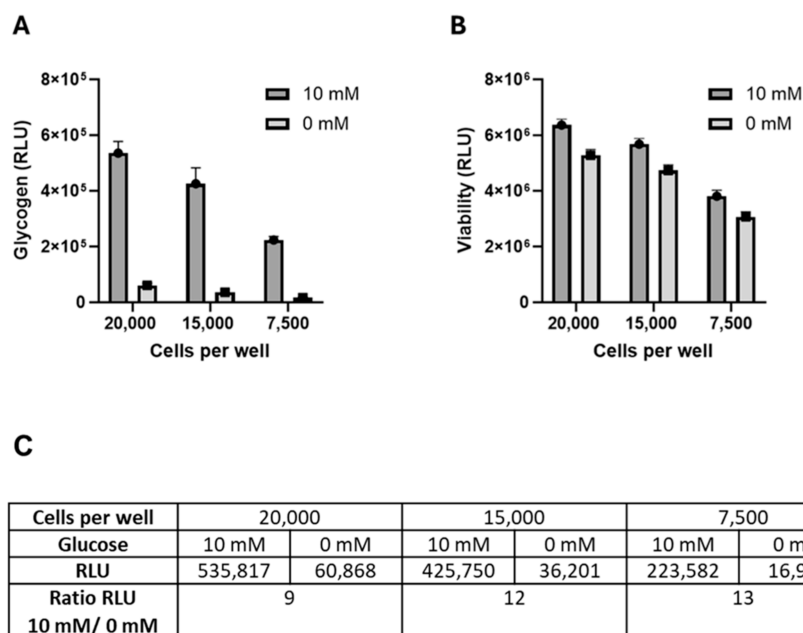 A
8×10⁵
6×10⁵
4×10⁵
2×10⁵
0
Glycogen (RLU)
10 mM
0 mM
20,000 15,000 7,500
Cells per well
B
8×10⁶
6×10⁶
4×10⁶
2×10⁶
0
Viability (RLU)
10 mM
0 mM
20,000 15,000 7,500
Cells per well
C
Cells per well 20,000 15,000 7,500
Glucose 10 mM 0 mM 10 mM 0 mM 10 mM 0 m
RLU 535,817 60,868 425,750 36,201 223,582 16,9
Ratio RLU 9 12 13
10 mM/ 0 mM